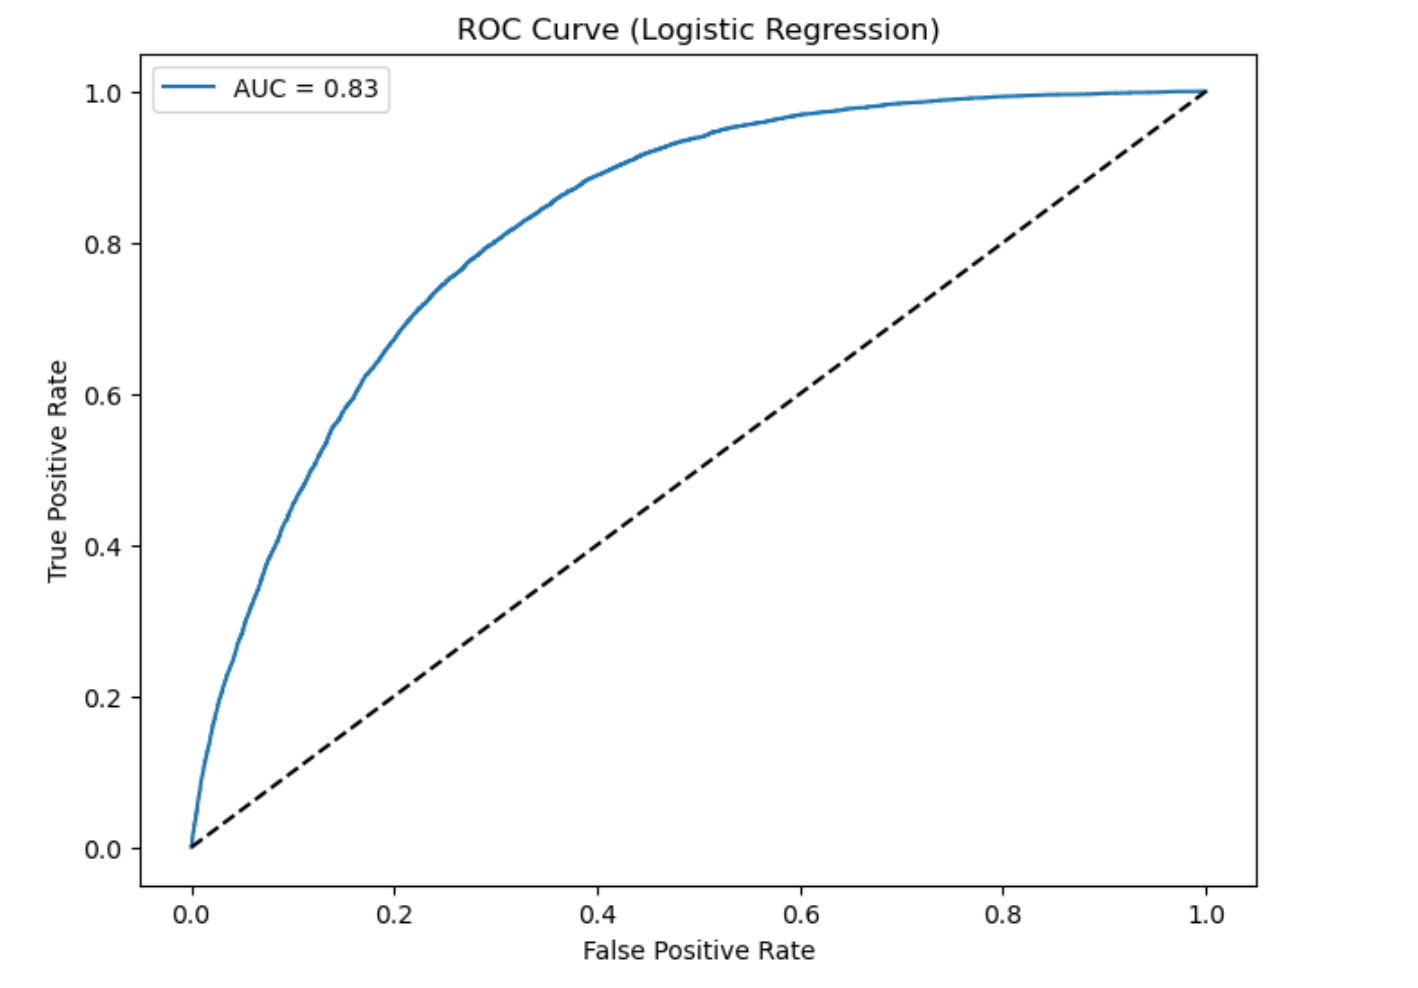 ROC Curve (Logistic Regression)
AUC = 0.83
1.0
0.8
0.6
0.4
0.2
0.0
True Positive Rate
0.0 0.2 0.4 0.6 0.8 1.0
False Positive Rate